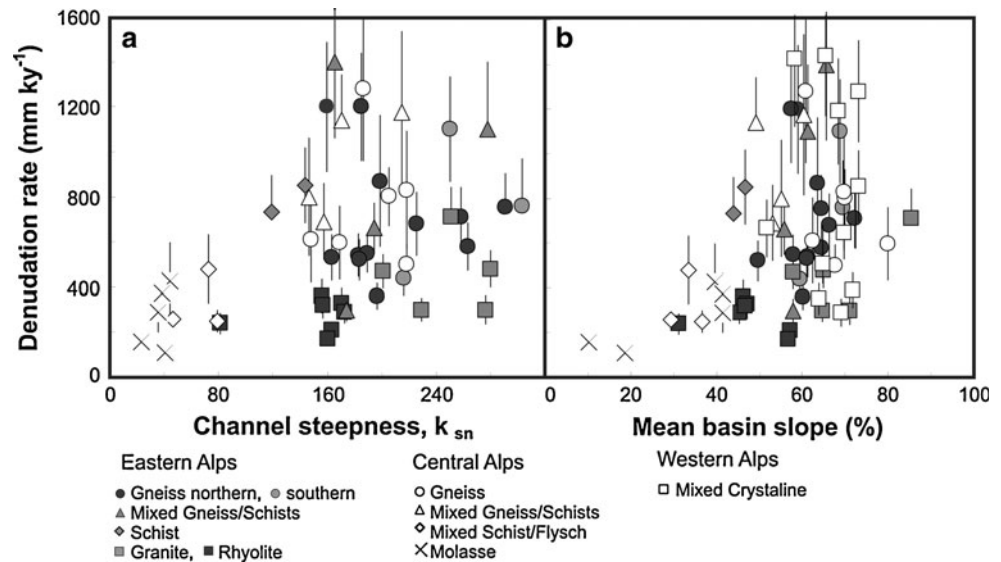 a
b
Denudation rate (mm ky⁻¹)
1600
1200
800
400
0
0 80 160 240
0 20 40 60 80 100
Channel steepness, k sn
Mean basin slope (%)
Eastern Alps
Gneiss northern, southern
Mixed Gneiss/Schists
Schist
Granite, Rhyolite
Central Alps
Gneiss
Mixed Gneiss/Schists
Mixed Schist/Flysch
Molasse
Western Alps
Mixed Crystaline